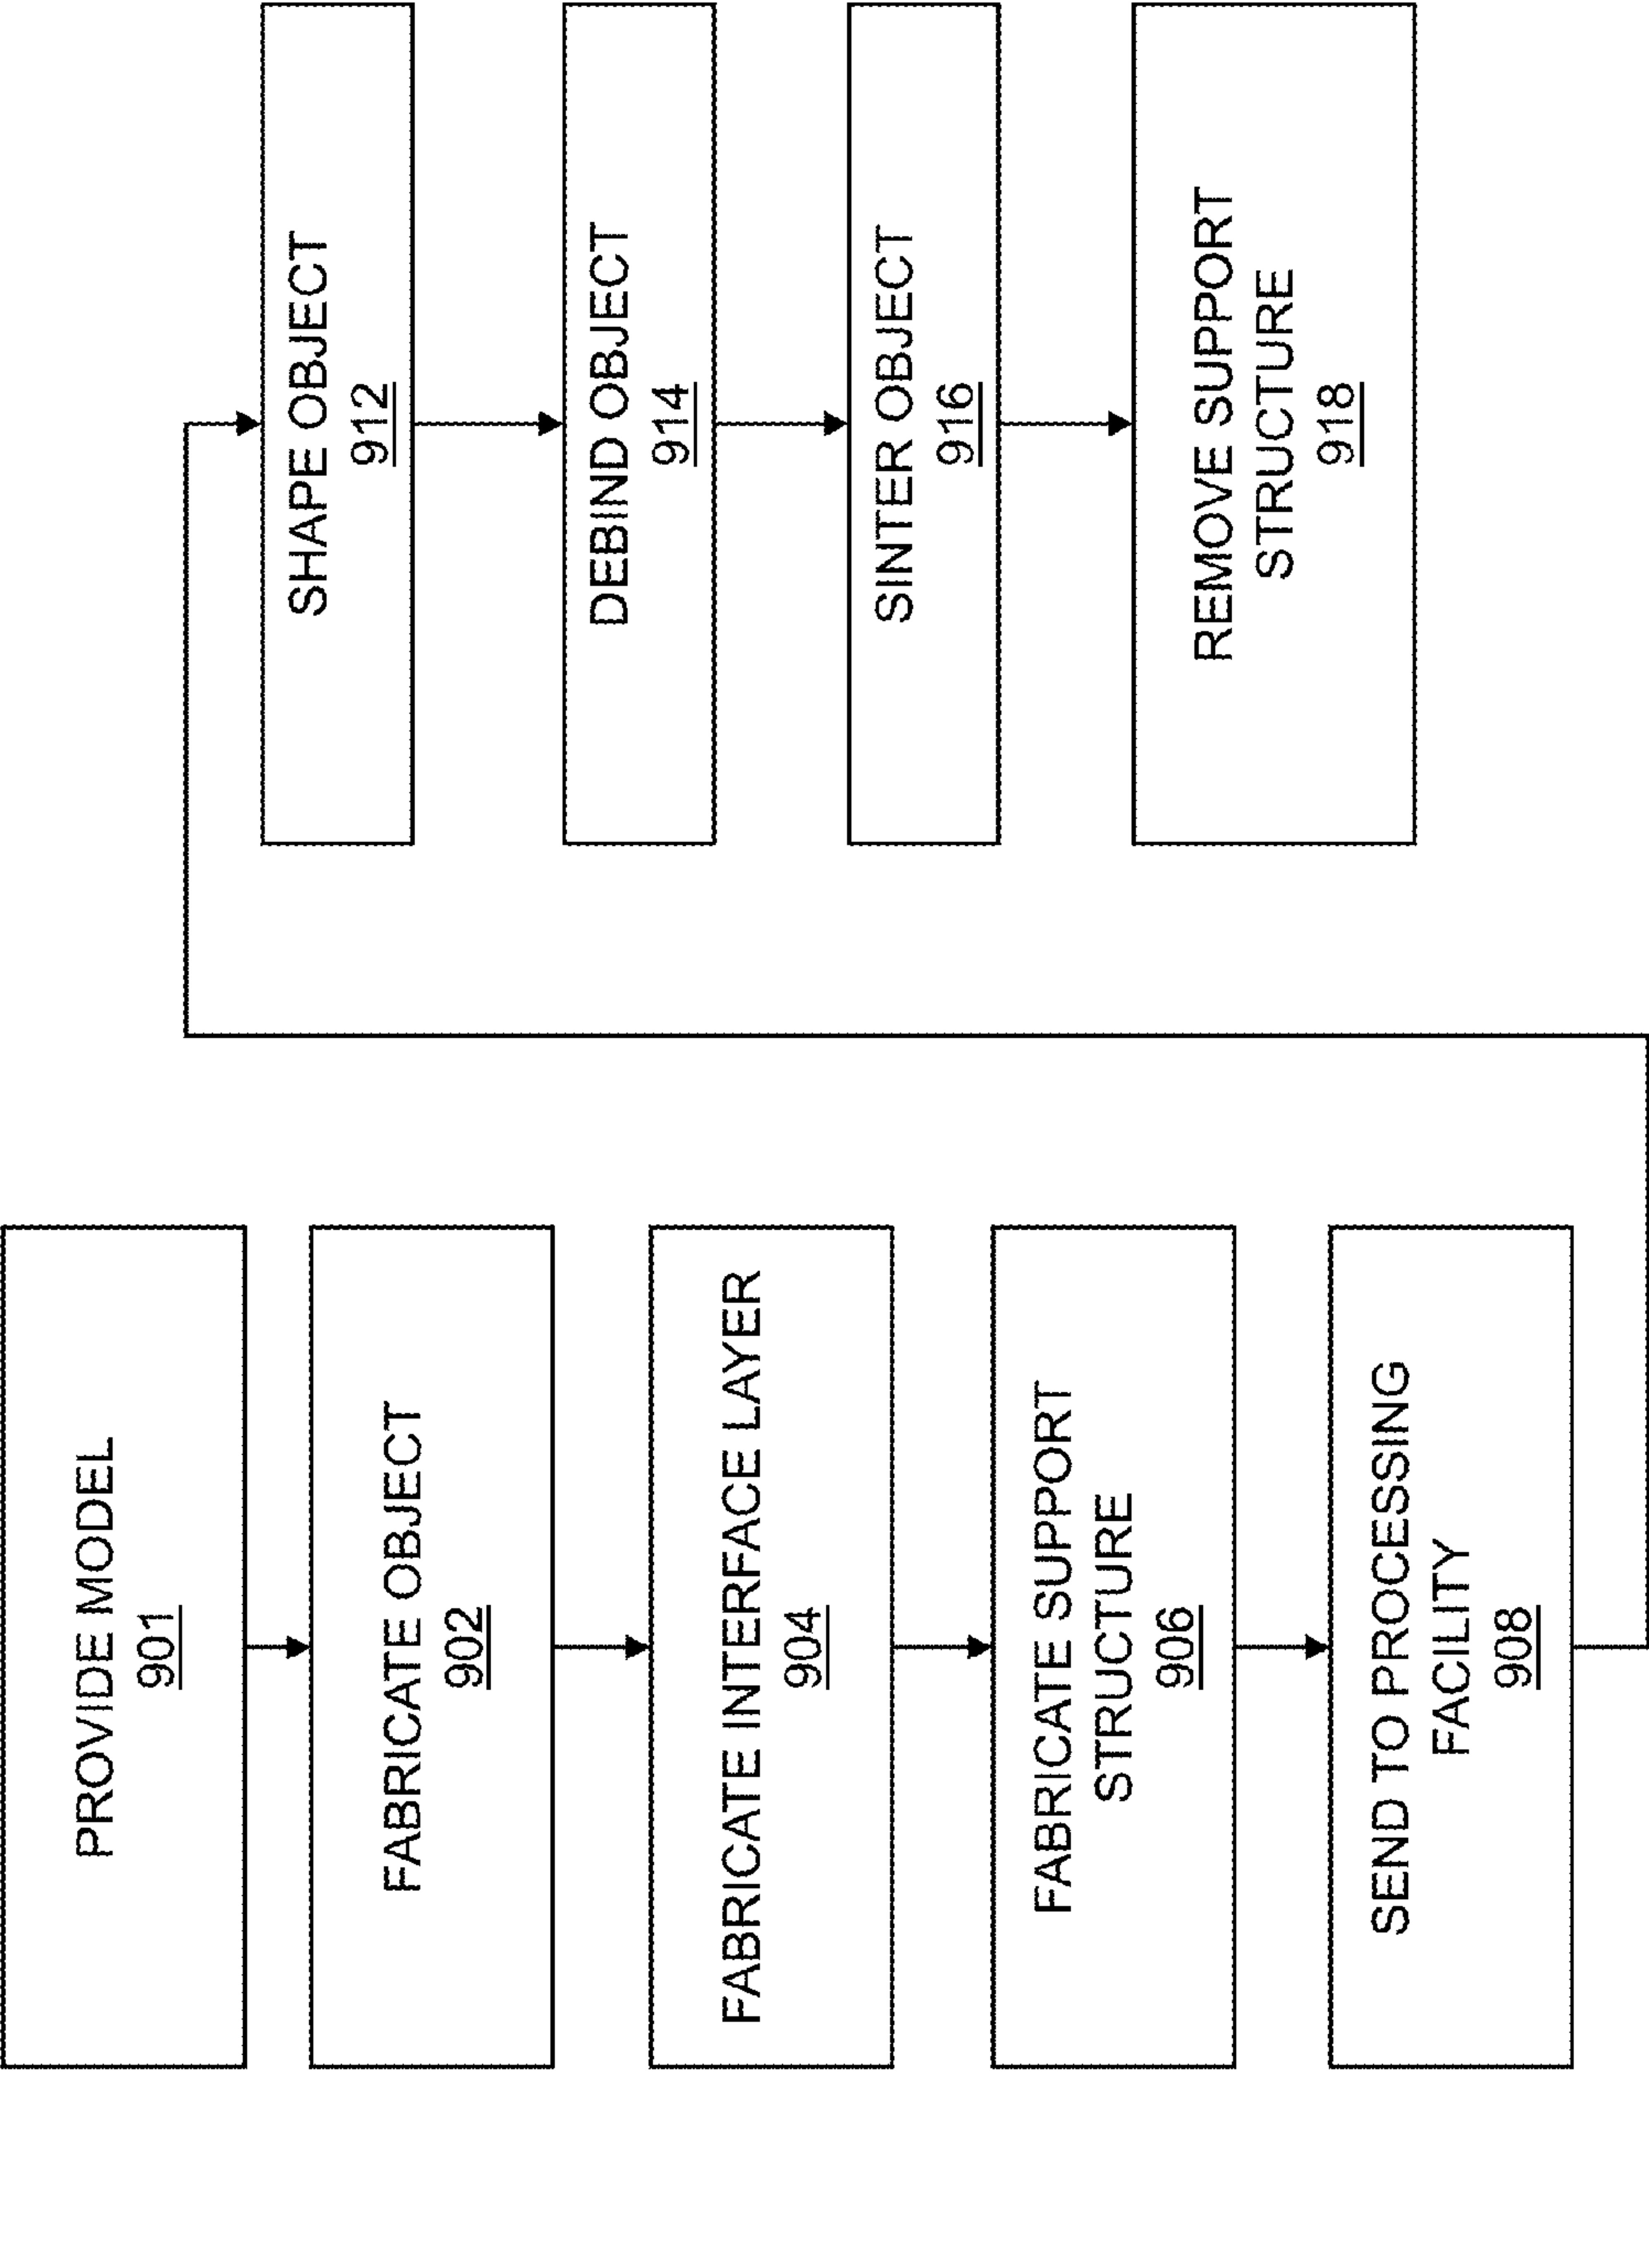 PROVIDE MODEL
901
FABRICATE OBJECT
902
FABRICATE INTERFACE LAYER
904
FABRICATE SUPPORT
STRUCTURE
906
SEND TO PROCESSING
FACILITY
908
SHAPE OBJECT
912
DEBIND OBJECT
914
SINTER OBJECT
916
REMOVE SUPPORT
STRUCTURE
918